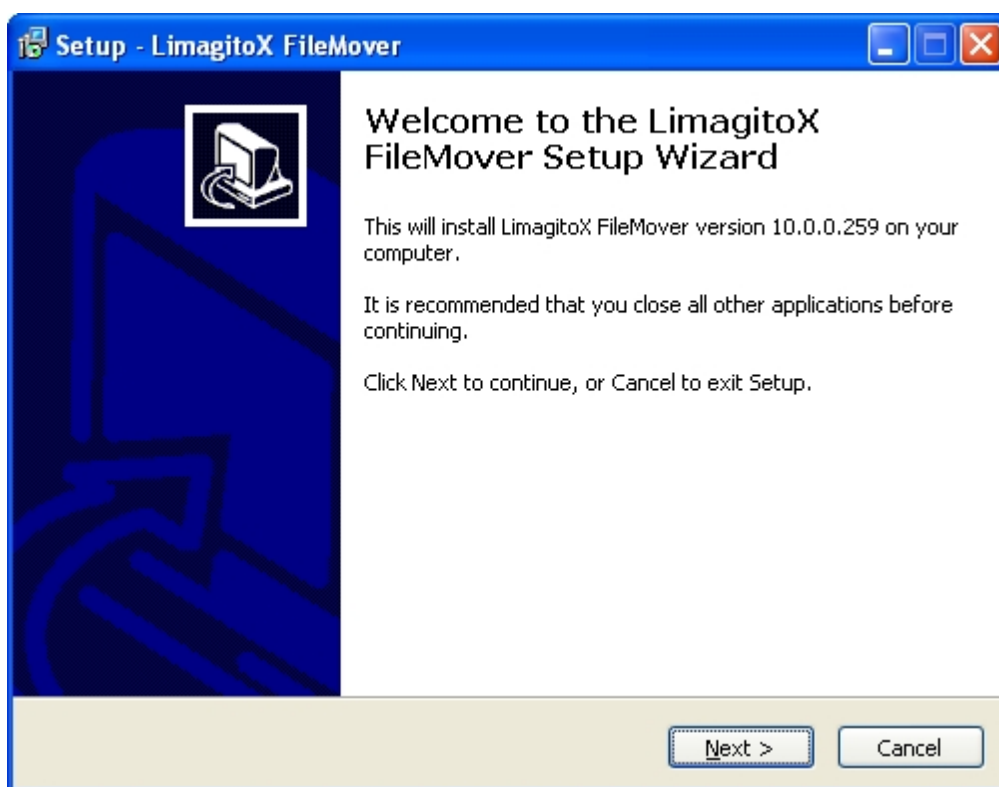 Setup - LimagitoX FileMover
Welcome to the LimagitoX
FileMover Setup Wizard
This will install LimagitoX FileMover version 10.0.0.259 on your
computer.
It is recommended that you close all other applications before
continuing.
Click Next to continue, or Cancel to exit Setup.
Next >
Cancel